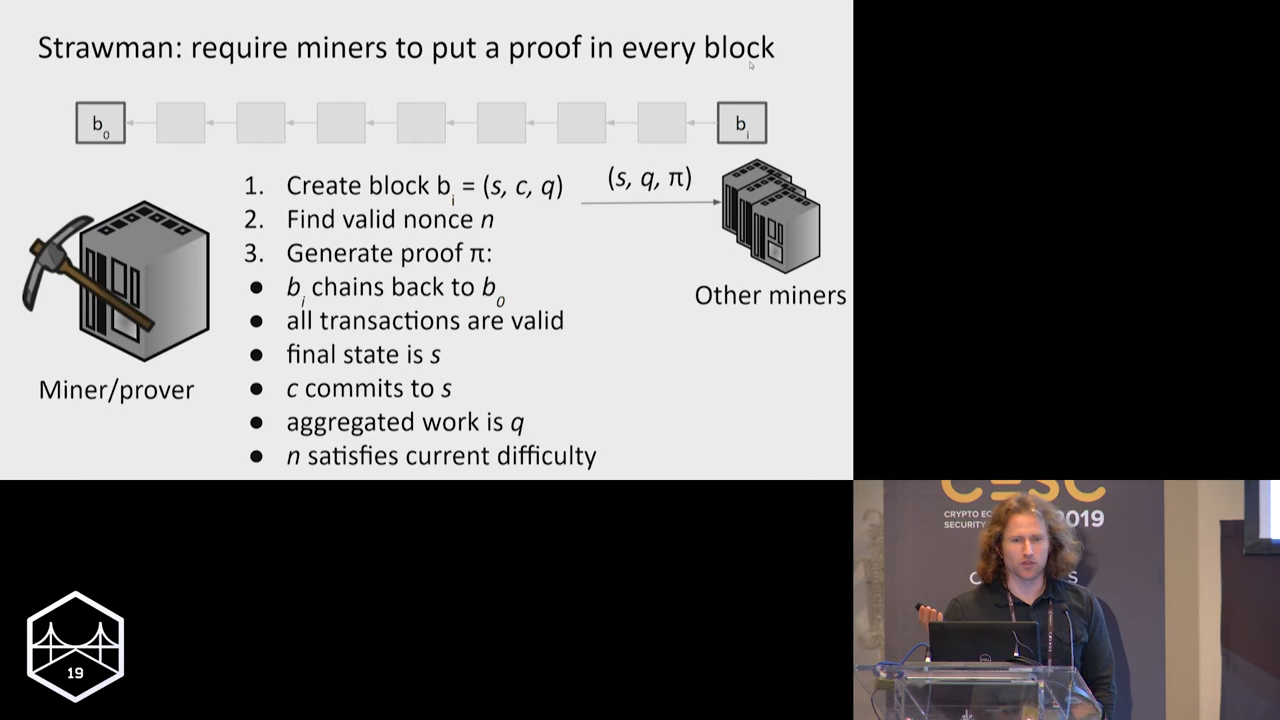 Strawman: require miners to put a proof in every block
b0
bi
1. Create block bi = (s, c, q)
(s, q, π)
2. Find valid nonce n
3. Generate proof π:
● bi chains back to b0
Other miners
● all transactions are valid
● final state is s
Miner/prover
● c commits to s
● aggregated work is q
● n satisfies current difficulty
CESC
CRYPTO EC
SECURITY
2019
19
DELL